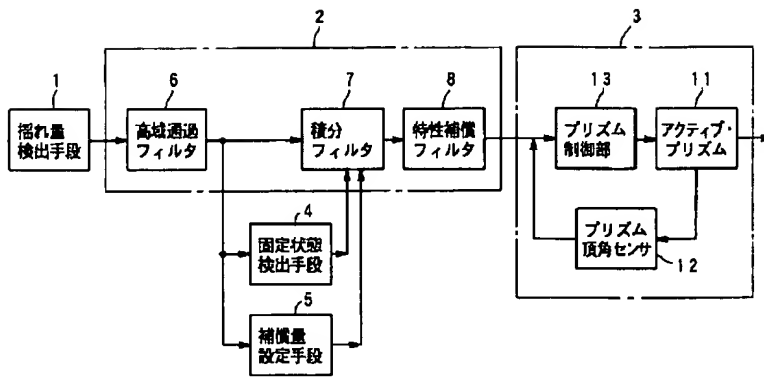 2
3
1
揺れ量
検出手段
6
高域通過
フィルタ
7
積分
フィルタ
8
特性補償
フィルタ
13
プリズム
制御部
11
アクティブ・
プリズム
4
固定状態
検出手段
プリズム
頂角センサ
12
5
補償量
設定手段